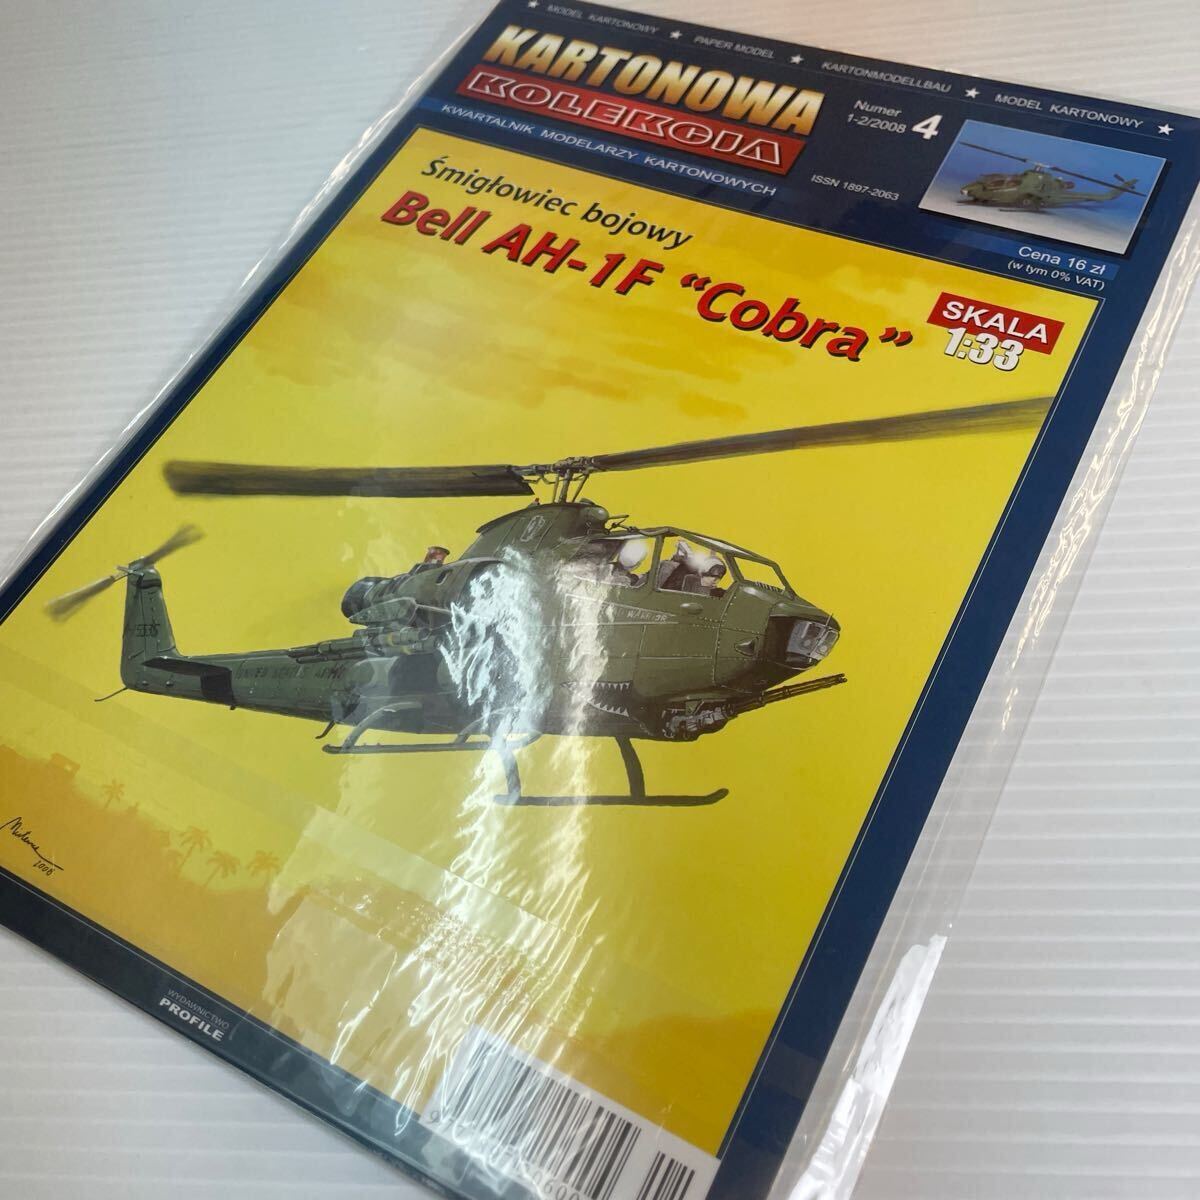 ★ MODEL KARTONOWY ★ PAPER MODEL ★ KARTONMODELLBAU ★ MODEL KARTONOWY ★
KARTONOWA
KOLEKCJA
KWARTALNIK MODELARZY KARTONOWYCH
Numer
1-2/2008 4
ISSN 1897-2063
Cena 16 zł
(w tym 0% VAT)
Śmigłowiec bojowy
Bell AH-1F “Cobra”
SKALA
1:33
WARRIOR
UNITED STATES ARMY
2008
WYDAWNICTWO
PROFILE